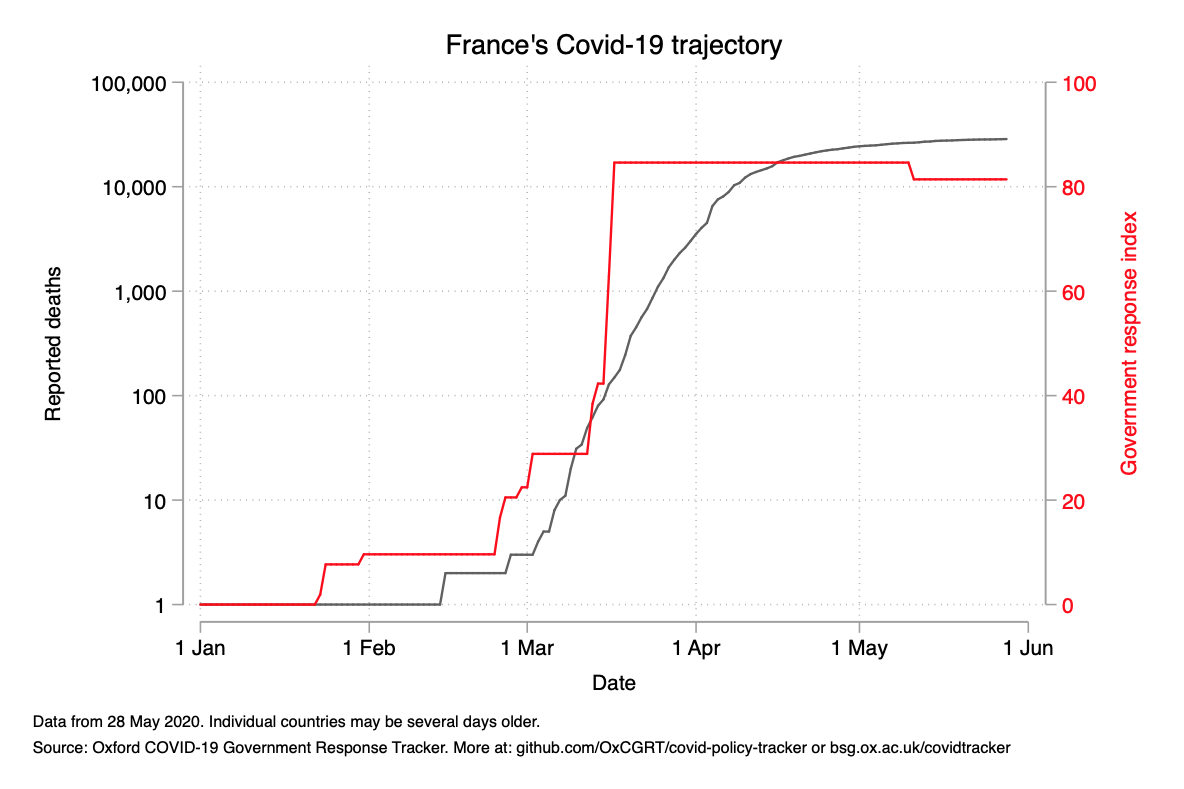 France's Covid-19 trajectory
100,000
10,000
1,000
100
10
1
Reported deaths
100
80
60
40
20
0
Government response index
1 Jan
1 Feb
1 Mar
1 Apr
1 May
1 Jun
Date
Data from 28 May 2020. Individual countries may be several days older.
Source: Oxford COVID-19 Government Response Tracker. More at: github.com/OxCGRT/covid-policy-tracker or bsg.ox.ac.uk/covidtracker